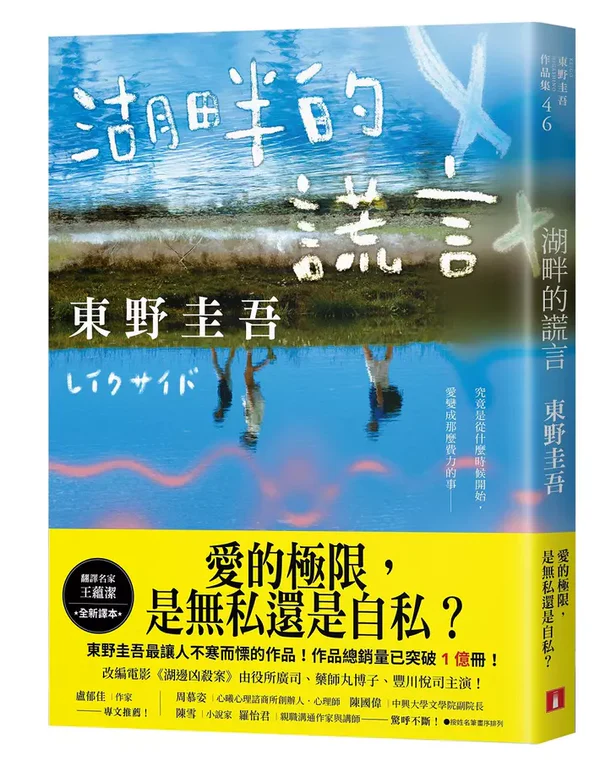 湖畔的
謊言
東野圭吾
レイクサイド
究竟是從什麼時候開始,
愛變成那麼費力的事——
翻譯名家
王蘊潔
★全新譯本★
愛的極限,
是無私還是自私?
東野圭吾最讓人不寒而慄的作品!作品總銷量已突破1億冊!
改編電影《湖邊凶殺案》由役所廣司、藥師丸博子、豐川悅司主演!
盧郁佳|作家
——專文推薦!
周慕姿|心曦心理諮商所創辦人、心理師 陳國偉|中興大學文學院副院長
陳雪|小說家 羅怡君|親職溝通作家與講師——驚呼不斷!●按姓名筆畫序排列
東野圭吾
作品集 46
湖畔的謊言 東野圭吾
愛的極限,
是無私還是自私?